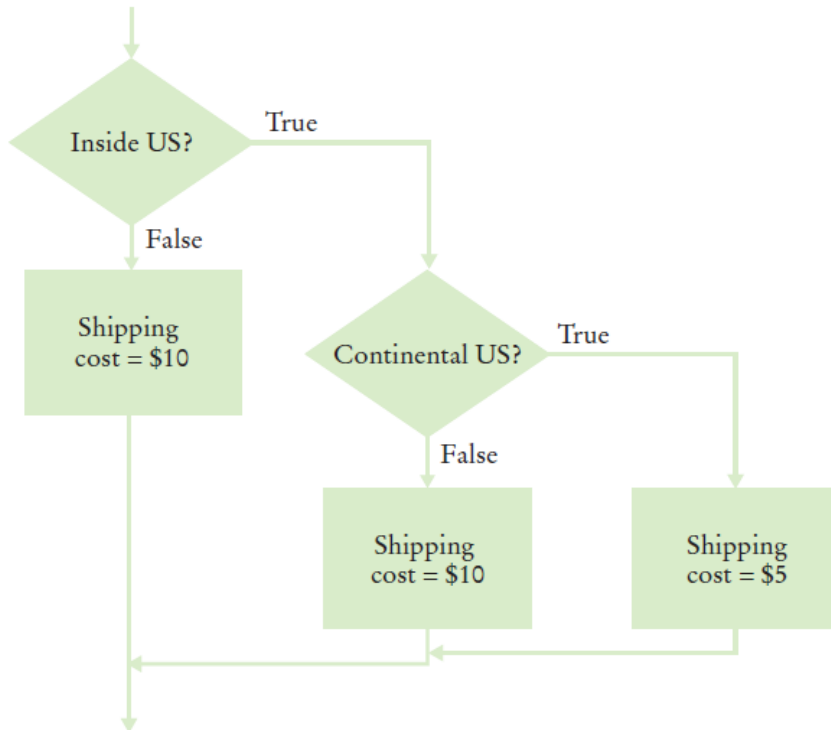 Inside US?
True
False
Shipping
cost = $10
Continental US?
True
False
Shipping
cost = $10
Shipping
cost = $5